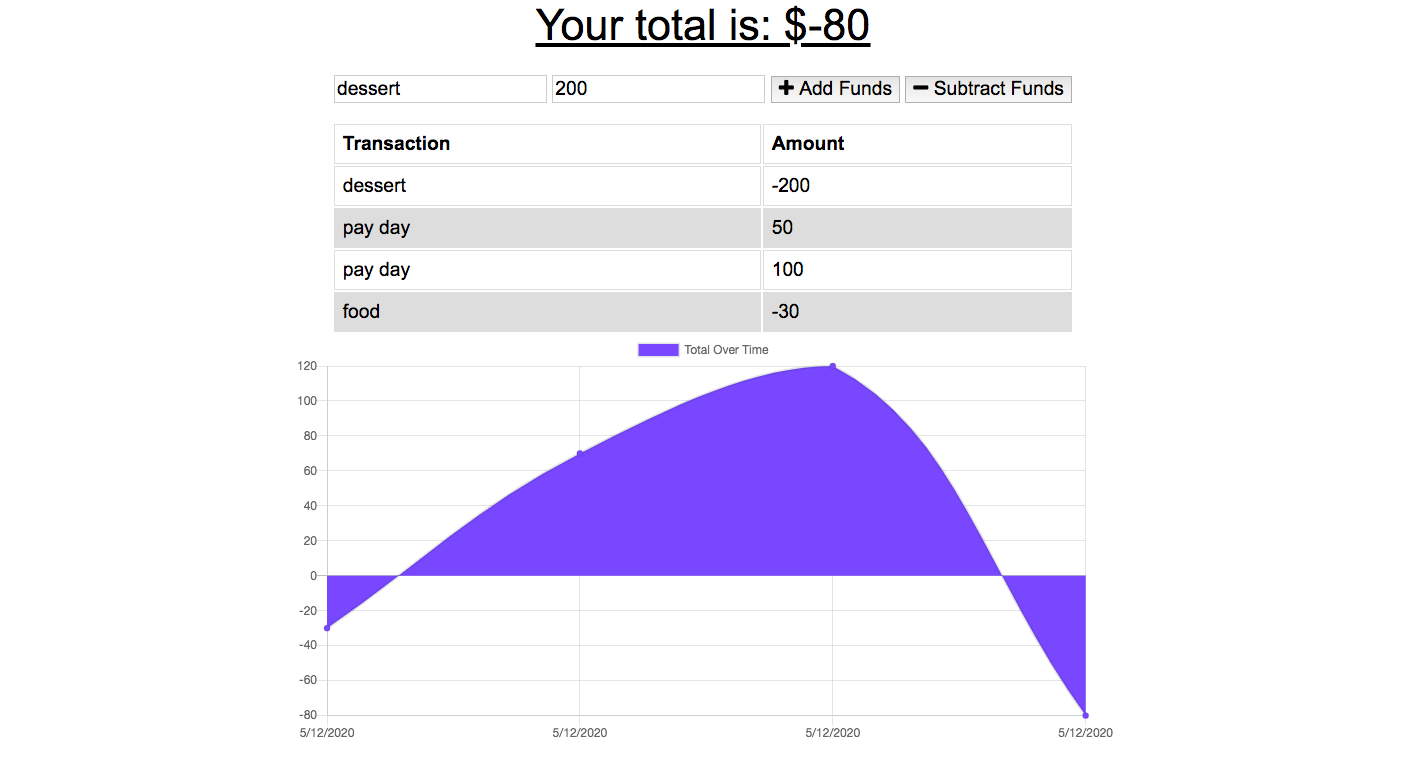 Your total is: $-80
dessert 200 Add Funds Subtract Funds
Transaction Amount
dessert -200
pay day 50
pay day 100
food -30
Total Over Time
120
100
80
60
40
20
0
-20
-40
-60
-80
5/12/2020 5/12/2020 5/12/2020 5/12/2020